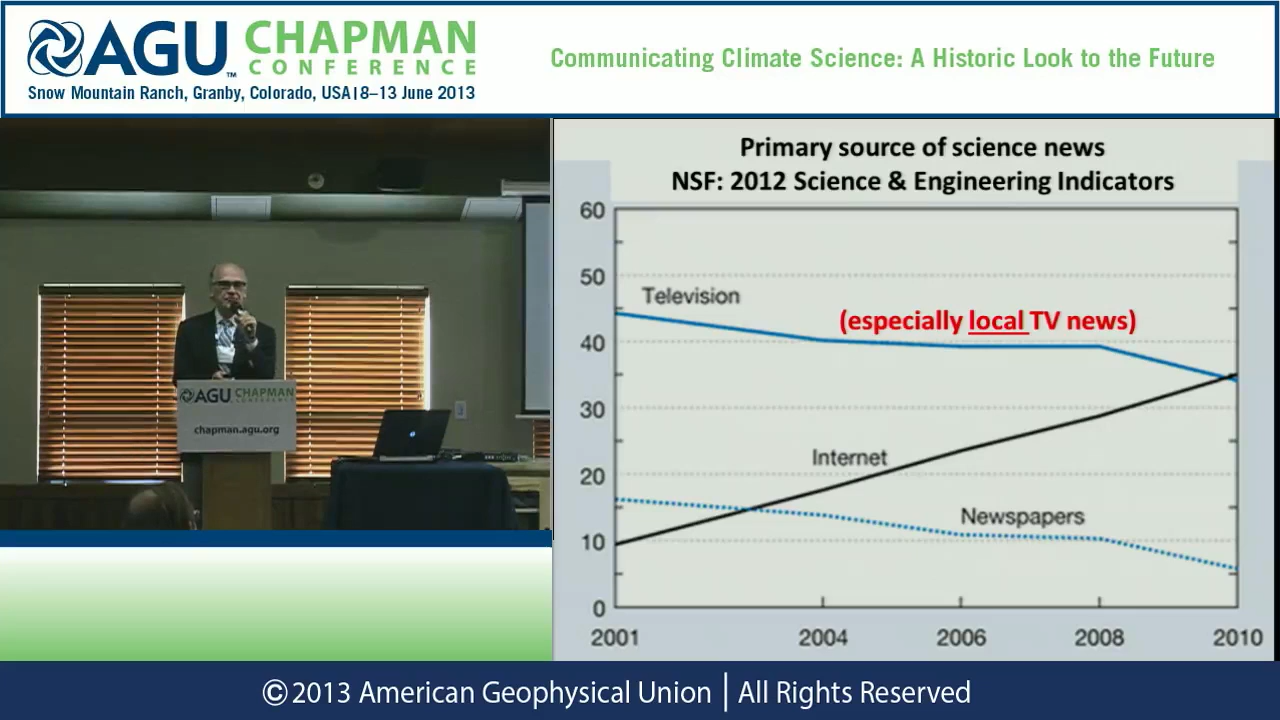 AGU™ CHAPMAN
CONFERENCE
Snow Mountain Ranch, Granby, Colorado, USA|8–13 June 2013
Communicating Climate Science: A Historic Look to the Future
AGU CHAPMAN
CONFERENCE
chapman.agu.org
Primary source of science news
NSF: 2012 Science & Engineering Indicators
60
50
40
30
20
10
0
Television
(especially local TV news)
Internet
Newspapers
2001 2004 2006 2008 2010
©2013 American Geophysical Union | All Rights Reserved